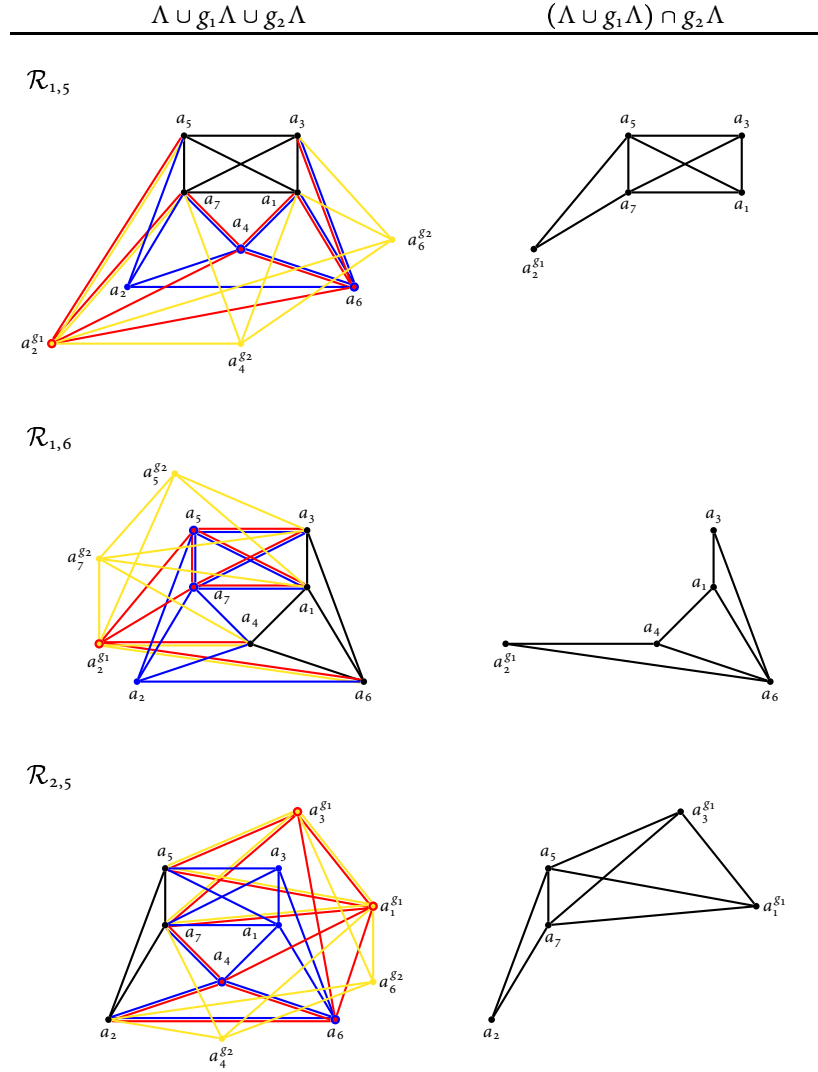 Λ ∪ g₁Λ ∪ g₂Λ (Λ ∪ g₁Λ) ∩ g₂Λ
ℛ₁,₅
a₅ a₃ a₅ a₃
a₇ a₁ a₇ a₁
a₄
a₆^{g₂}
a₂^{g₁}
a₂ a₆
a₂^{g₁} a₄^{g₂}
ℛ₁,₆
a₅^{g₂}
a₅ a₃ a₃
a₇^{g₂}
a₇ a₁ a₁
a₄ a₄
a₂^{g₁} a₂^{g₁}
a₂ a₆ a₆
ℛ₂,₅
a₃^{g₁} a₃^{g₁}
a₅ a₃ a₅
a₁^{g₁} a₁^{g₁}
a₇ a₁ a₇
a₄
a₆^{g₂}
a₂ a₆ a₂
a₄^{g₂}